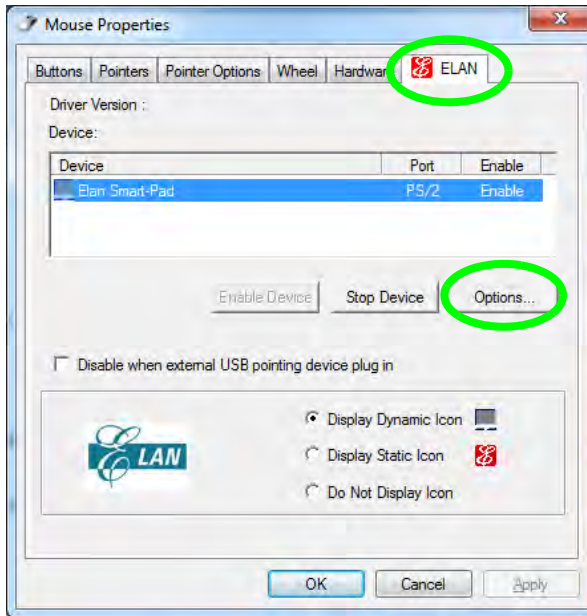 Mouse Properties
Buttons Pointers Pointer Options Wheel Hardwar ELAN
Driver Version :
Device:
Device Port Enable
Elan Smart-Pad PS/2 Enable
Enable Device Stop Device Options...
Disable when external USB pointing device plug in
ELAN
Display Dynamic Icon
Display Static Icon
Do Not Display Icon
OK Cancel Apply